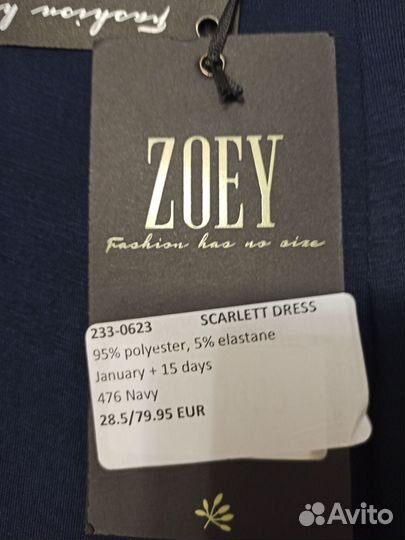 Fashion h
ZOEY
Fashion has no size
233-0623 SCARLETT DRESS
95% polyester, 5% elastane
January + 15 days
476 Navy
28.5/79.95 EUR
Avito